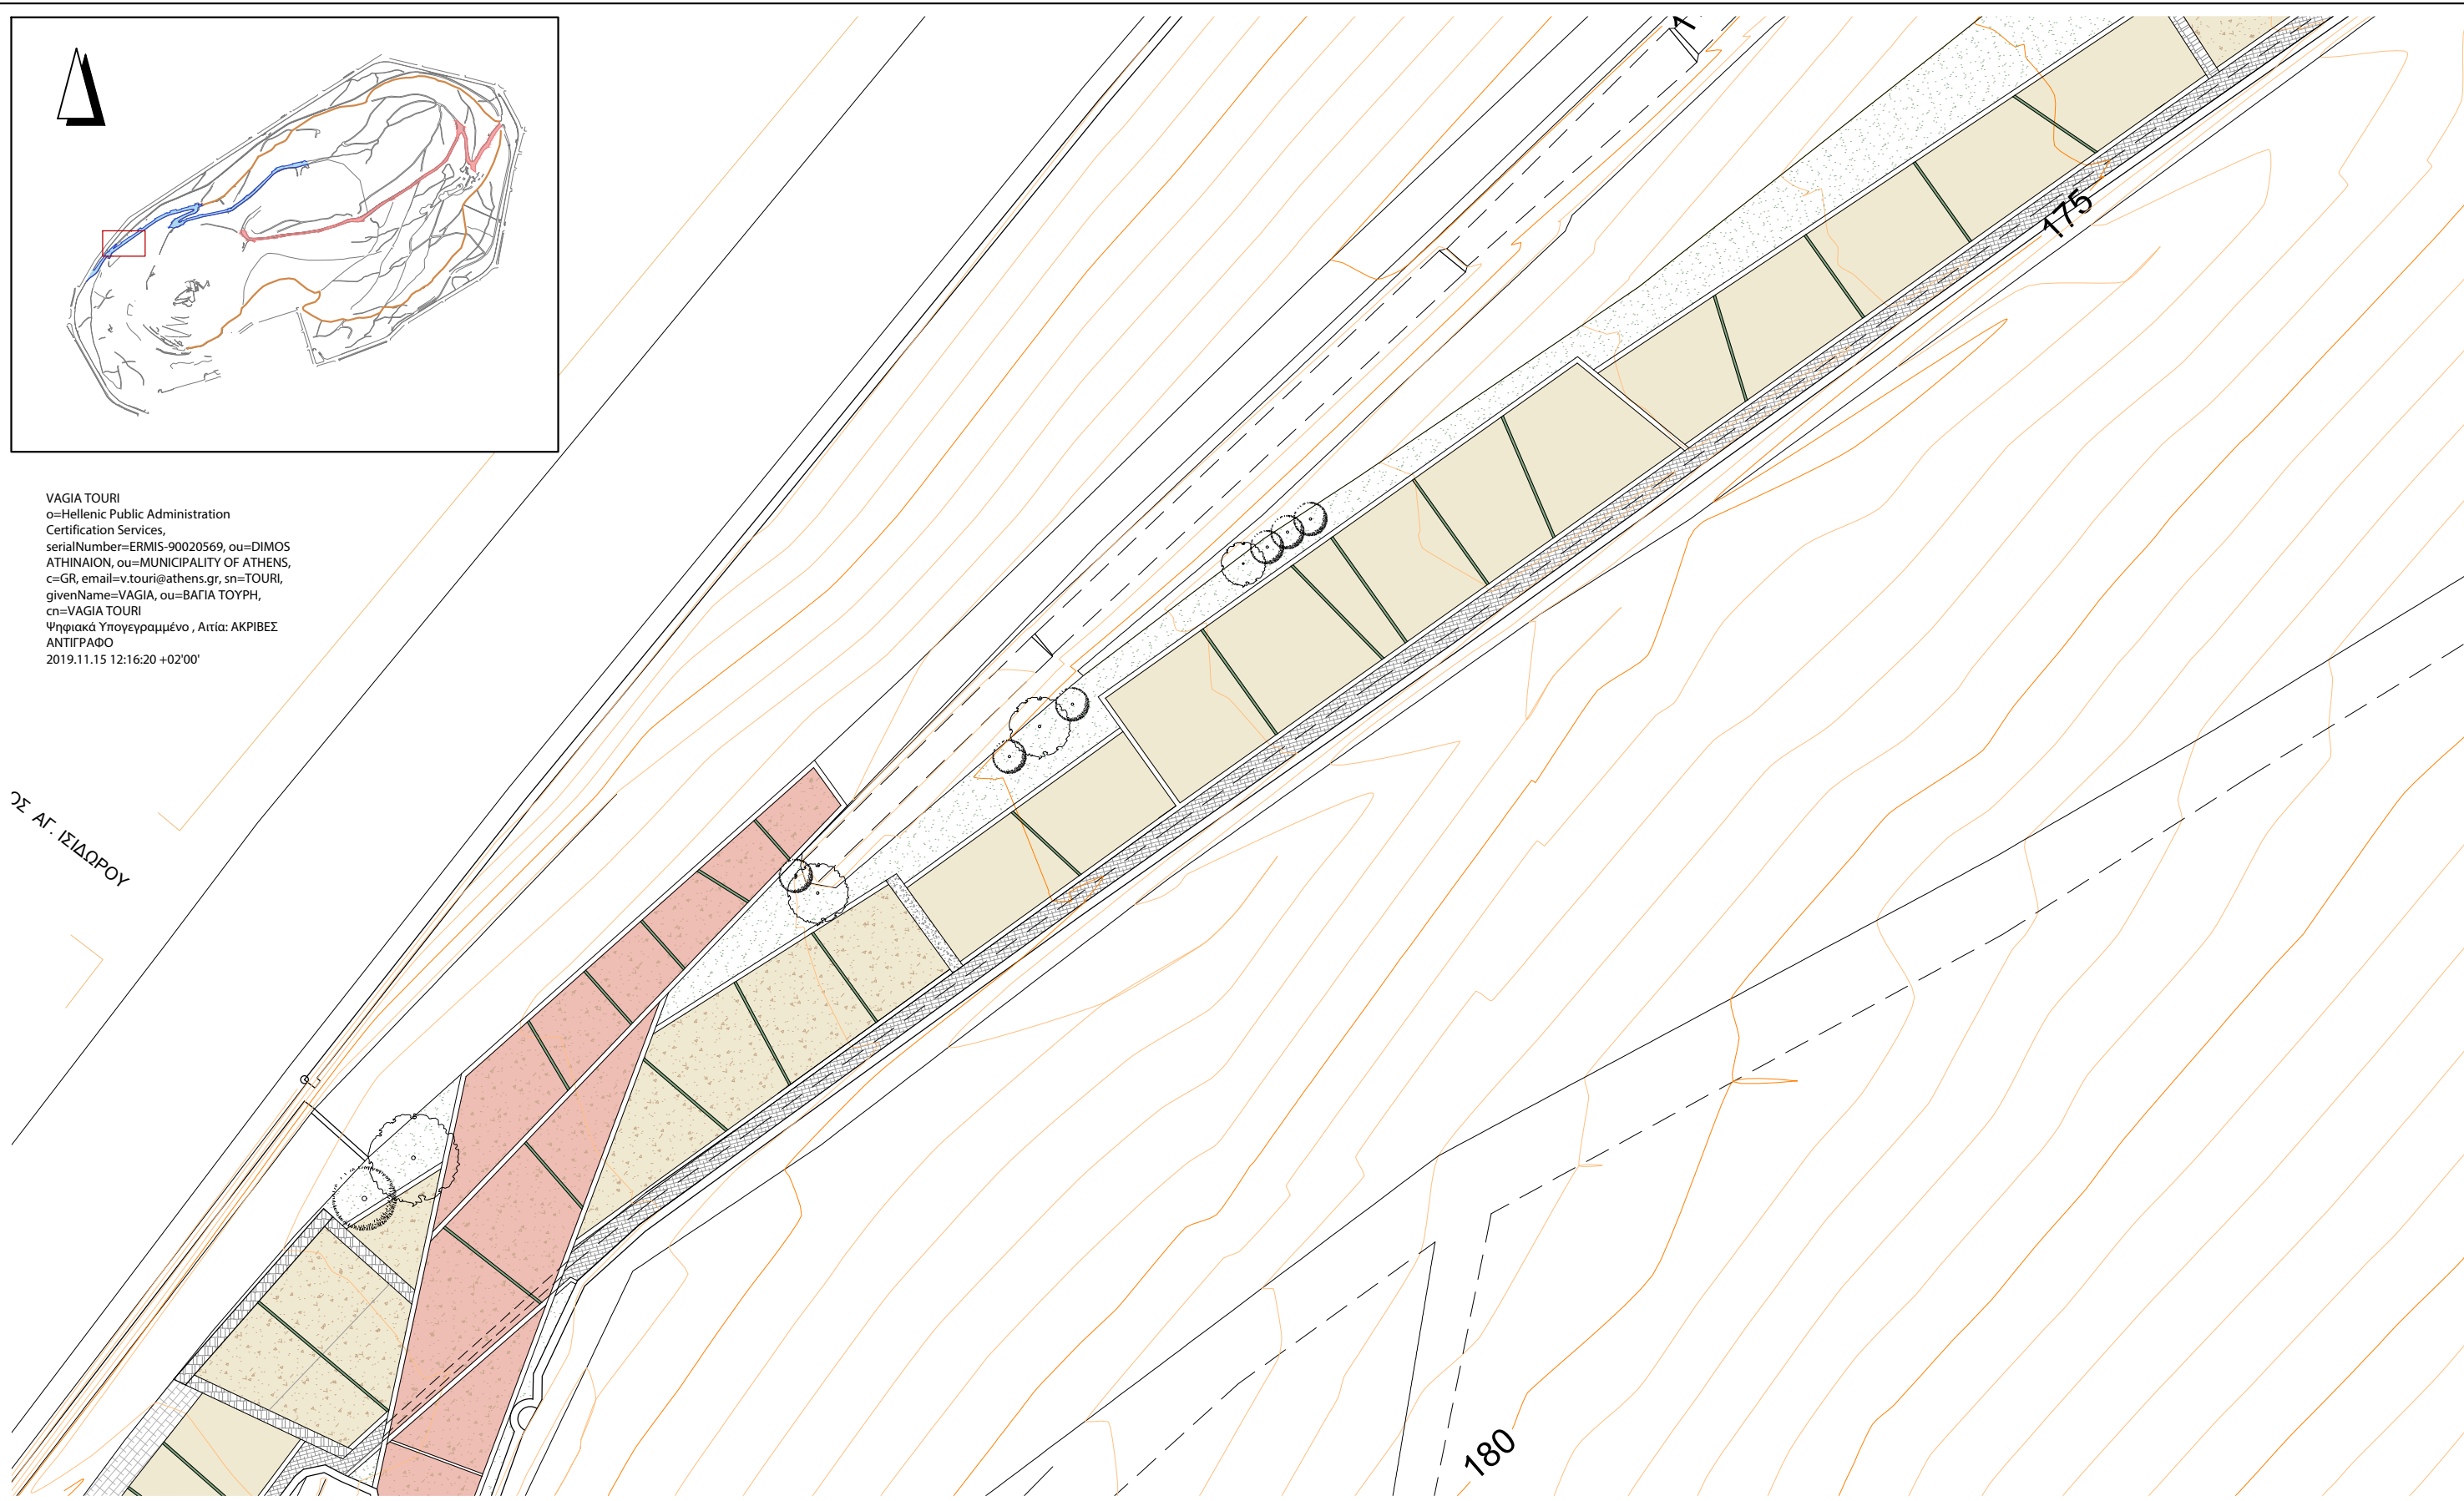 VAGIA TOURI
o=Hellenic Public Administration
Certification Services,
serialNumber=ERMIS-90020569, ou=DIMOS
ATHINAION, ou=MUNICIPALITY OF ATHENS,
c=GR, email=v.touri@athens.gr, sn=TOURI,
givenName=VAGIA, ou=ΒΑΓΙΑ ΤΟΥΡΗ,
cn=VAGIA TOURI
Ψηφιακά Υπογεγραμμένο , Αιτία: ΑΚΡΙΒΕΣ
ΑΝΤΙΓΡΑΦΟ
2019.11.15 12:16:20 +02'00'
175
ΟΣ ΑΓ. ΙΣΙΔΩΡΟΥ
180